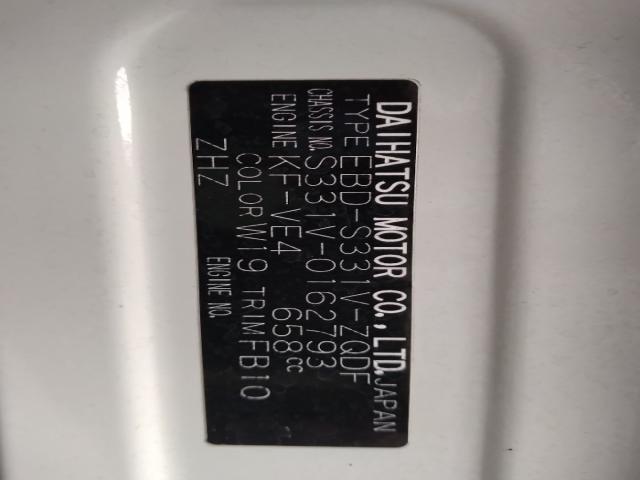 DAIHATSU MOTOR CO., LTD. JAPAN
TYPE EBD-S331V-ZQDF
CHASSIS NO. S331V-0162793
ENGINE KF-VE4 658cc
COLOR W19 TRIM FB10
ZHZ ENGINE NO.